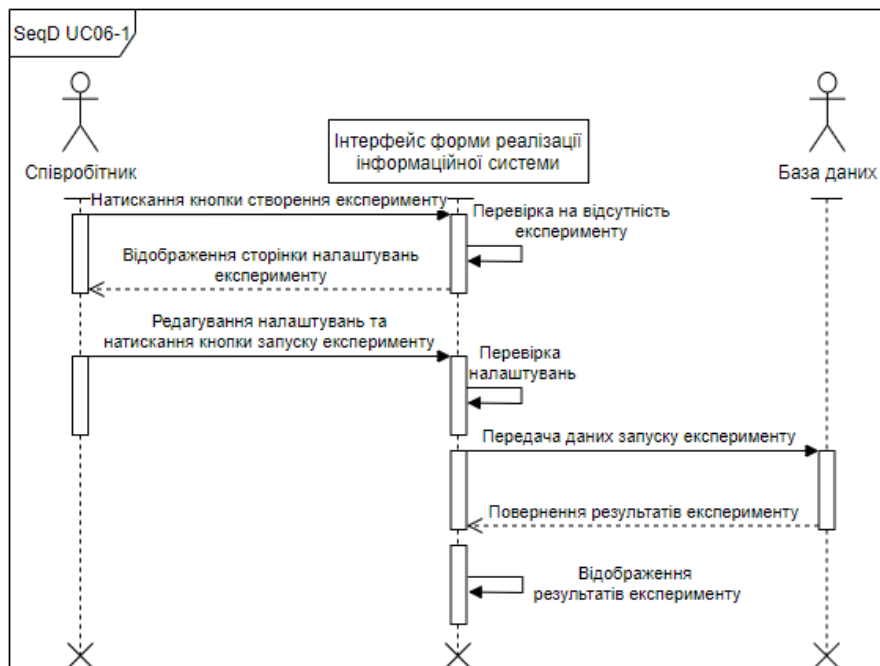 SeqD UC06-1
Співробітник
Інтерфейс форми реалізації
інформаційної системи
База даних
Натискання кнопки створення експерименту
Перевірка на відсутність
експерименту
Відображення сторінки налаштувань
експерименту
Редагування налаштувань та
натискання кнопки запуску експерименту
Перевірка
налаштувань
Передача даних запуску експерименту
Повернення результатів експерименту
Відображення
результатів експерименту